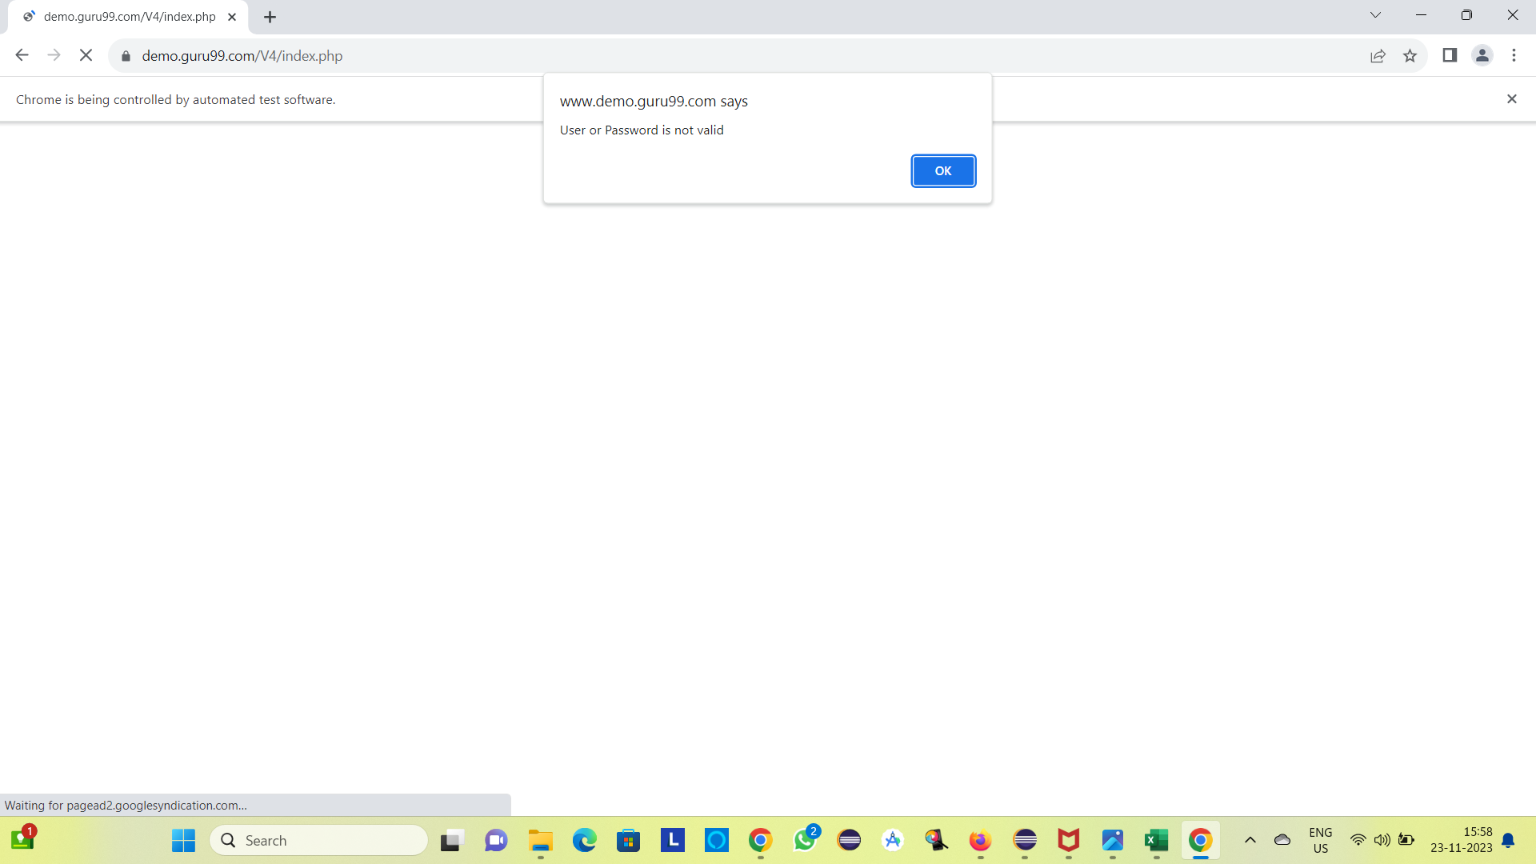 demo.guru99.com/V4/index.php
demo.guru99.com/V4/index.php
Chrome is being controlled by automated test software.
www.demo.guru99.com says
User or Password is not valid
OK
Waiting for pagead2.googlesyndication.com...
1
Search
L
2
ENG
US
15:58
23-11-2023